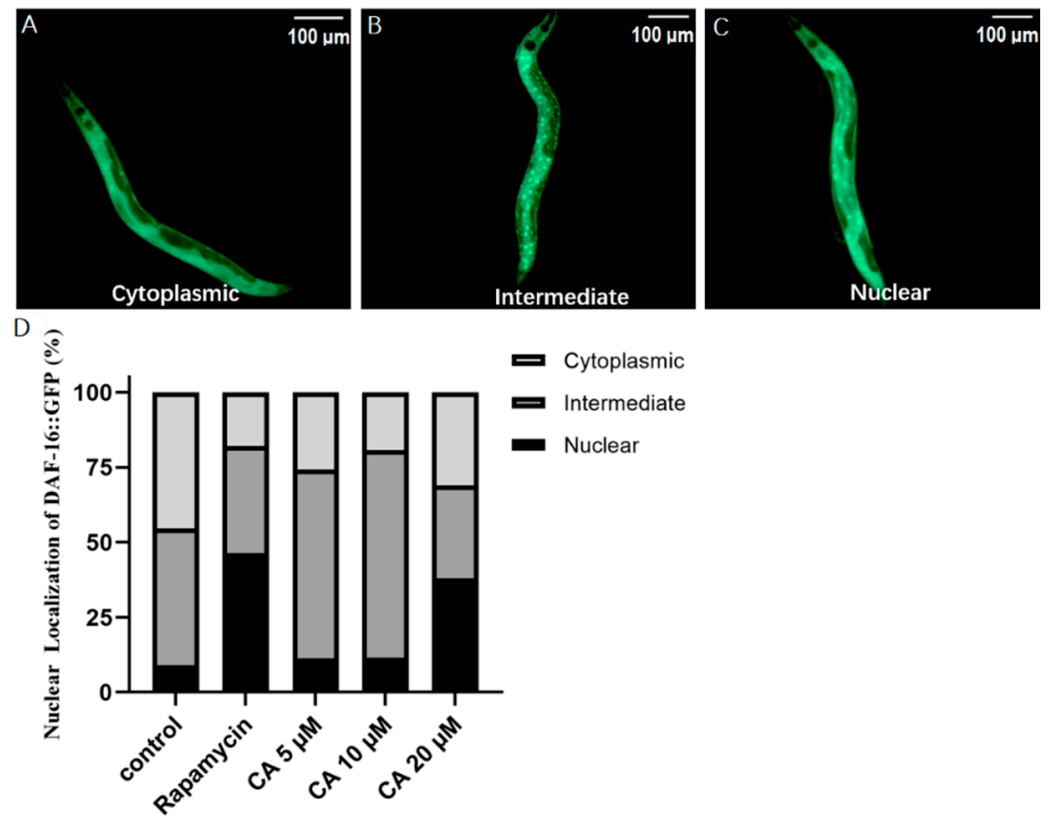 A
100 µm
Cytoplasmic
B
100 µm
Intermediate
C
100 µm
Nuclear
D
Nuclear Localization of DAF-16::GFP (%)
100
75
50
25
0
control
Rapamycin
CA 5 µM
CA 10 µM
CA 20 µM
Cytoplasmic
Intermediate
Nuclear